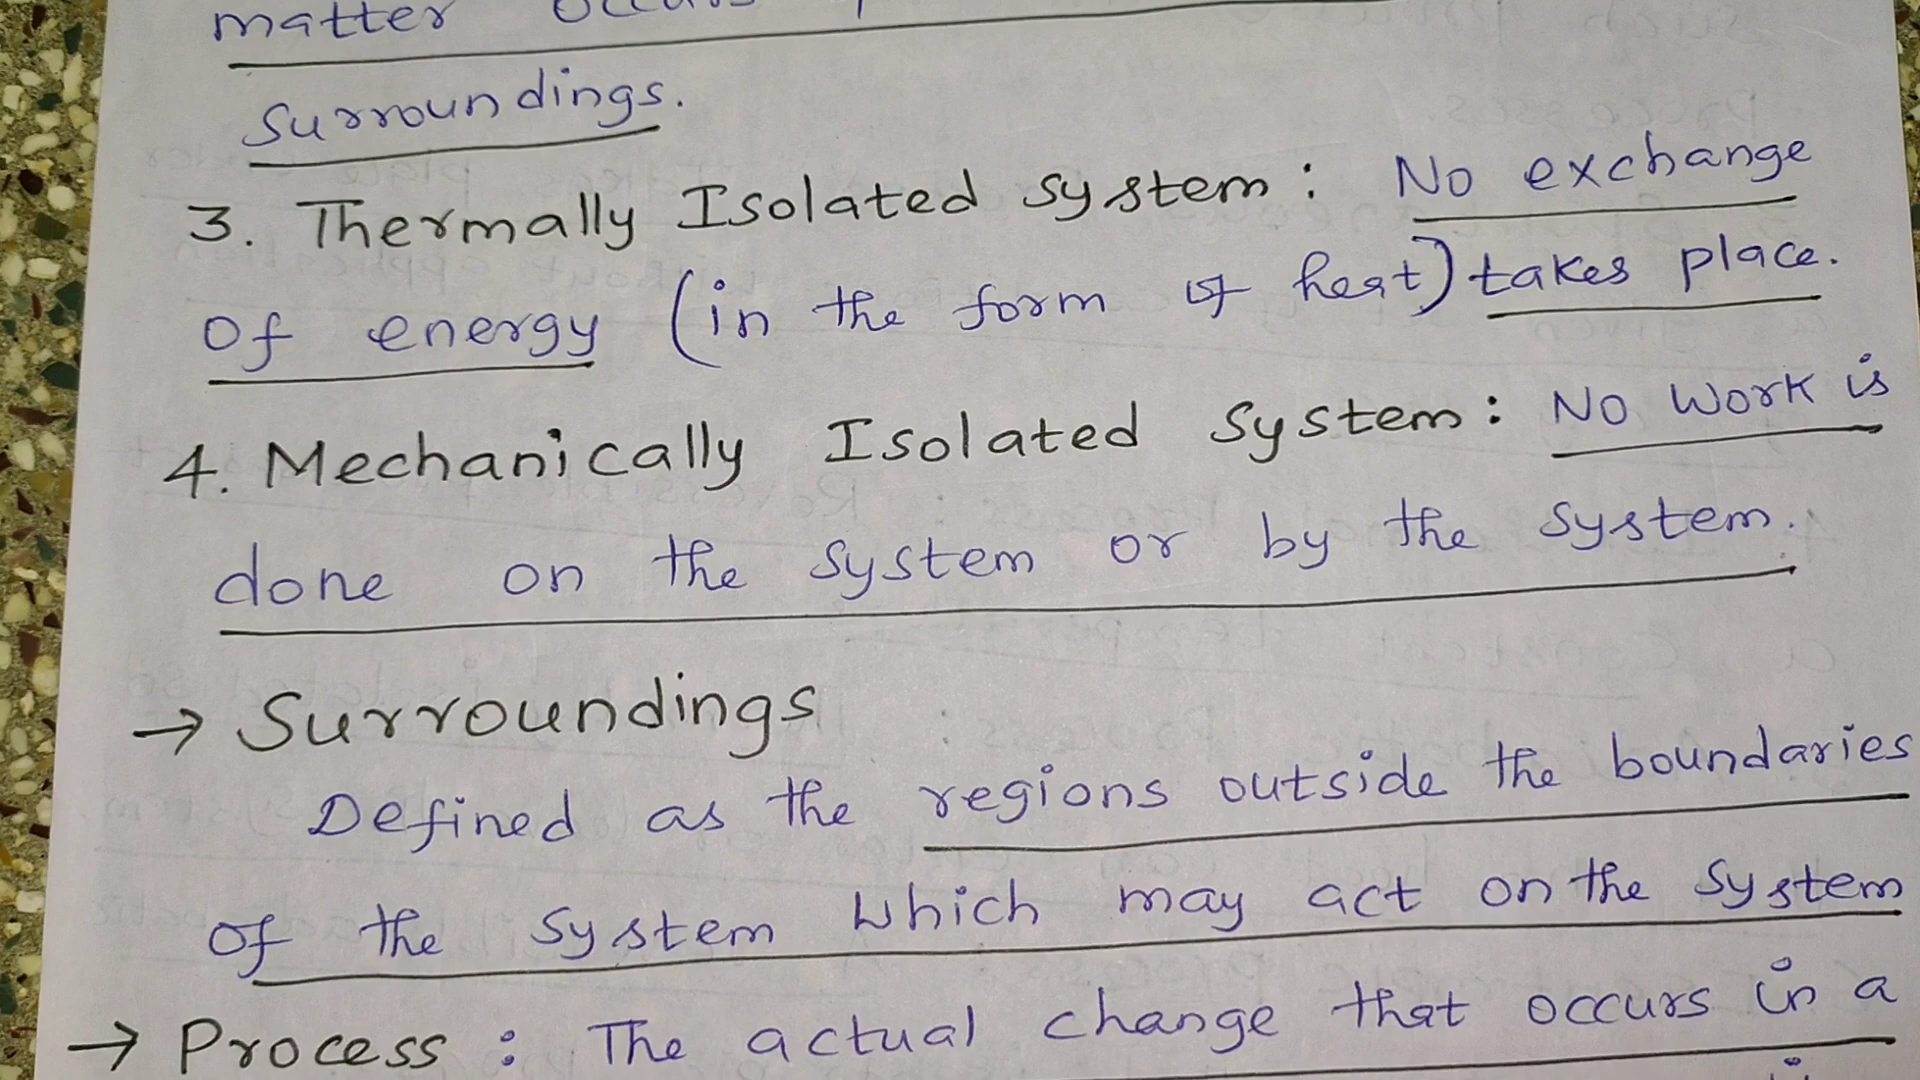 matter occurs
surroundings.
3. Thermally Isolated system: No exchange
of energy (in the form of heat) takes place.
4. Mechanically Isolated System: No work is
done on the system or by the system.
→ Surroundings
Defined as the regions outside the boundaries
of the system which may act on the system
→ Process: The actual change that occurs in a